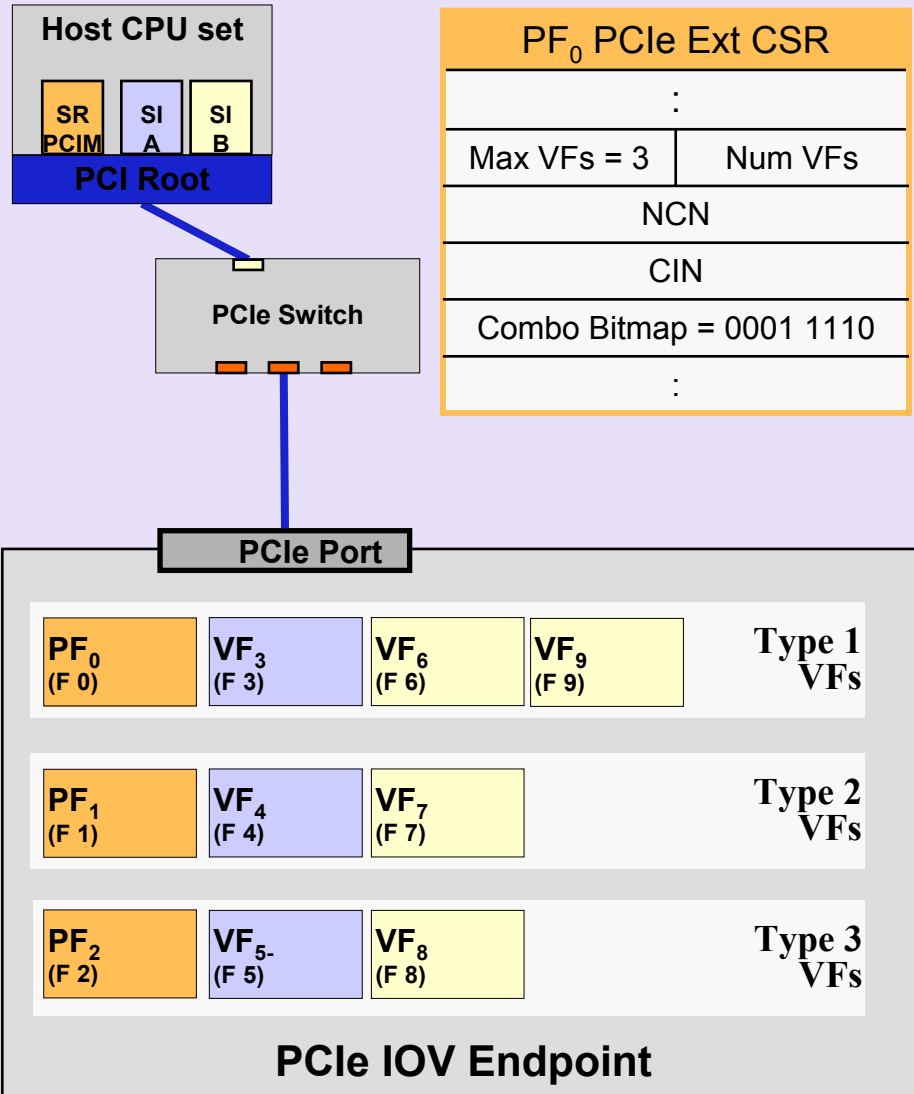 Host CPU set
SR
PCIM
SI
A
SI
B
PCI Root
PCIe Switch
PF0 PCIe Ext CSR
:
Max VFs = 3 Num VFs
NCN
CIN
Combo Bitmap = 0001 1110
:
PCIe Port
PF0
(F 0)
VF3
(F 3)
VF6
(F 6)
VF9
(F 9)
Type 1
VFs
PF1
(F 1)
VF4
(F 4)
VF7
(F 7)
Type 2
VFs
PF2
(F 2)
VF5-
(F 5)
VF8
(F 8)
Type 3
VFs
PCIe IOV Endpoint